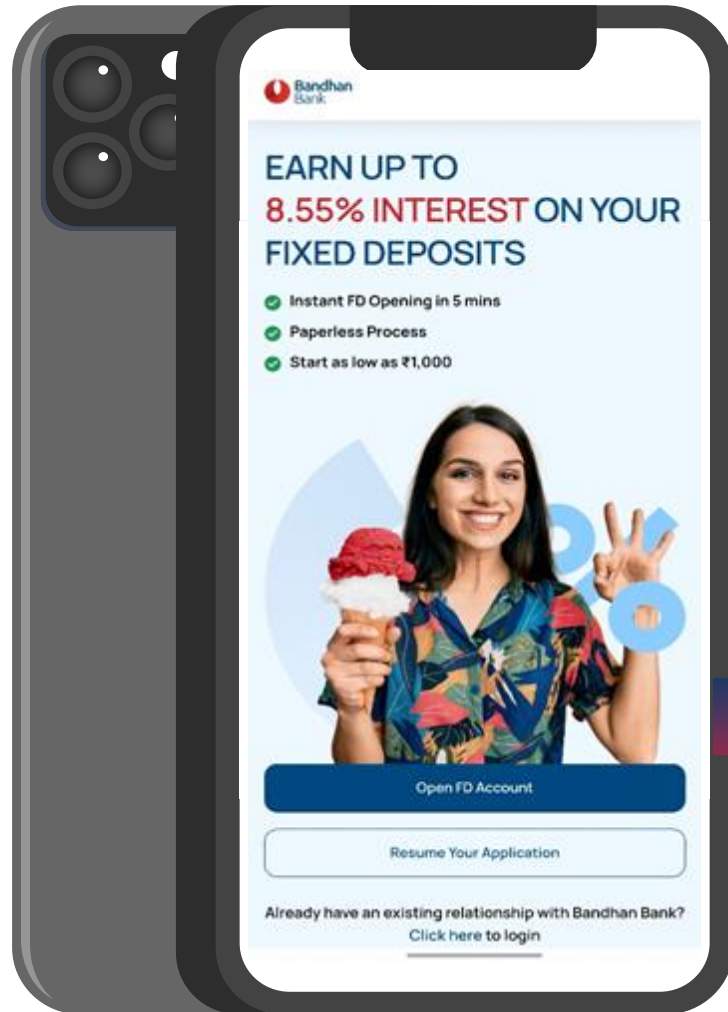 Bandhan
Bank
EARN UP TO
8.55% INTEREST ON YOUR
FIXED DEPOSITS
Instant FD Opening in 5 mins
Paperless Process
Start as low as ₹1,000
%
Open FD Account
Resume Your Application
Already have an existing relationship with Bandhan Bank?
Click here to login